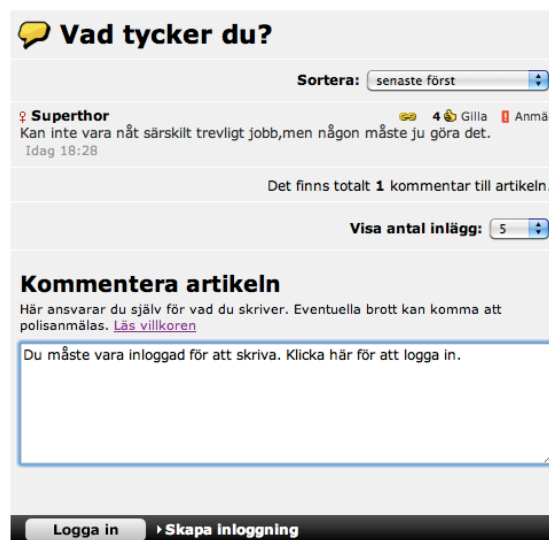 Vad tycker du?
Sortera: senaste först
♀ Superthor 4 Gilla Anmä
Kan inte vara nåt särskilt trevligt jobb,men någon måste ju göra det.
Idag 18:28
Det finns totalt 1 kommentar till artikeln.
Visa antal inlägg: 5
Kommentera artikeln
Här ansvarar du själv för vad du skriver. Eventuella brott kan komma att
polisanmälas. Läs villkoren
Du måste vara inloggad för att skriva. Klicka här för att logga in.
Logga in Skapa inloggning